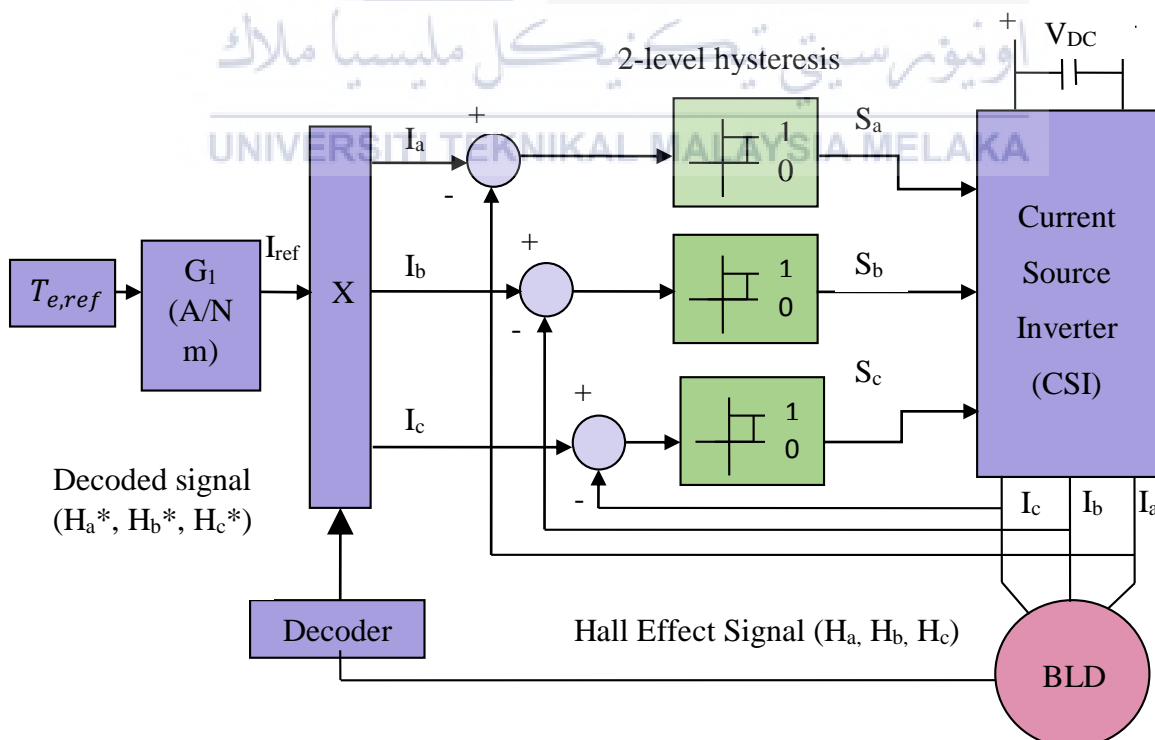 اونيۏرسيتي تيكنيكل مليسيا ملاك
UNIVERSITI TEKNIKAL MALAYSIA MELAKA
2-level hysteresis
+
V_DC
+
I_a
-
1
0
S_a
I_ref
T_e,ref
G_1
(A/N
m)
X
I_b
+
-
1
0
S_b
Current
Source
Inverter
(CSI)
I_c
+
-
1
0
S_c
I_c
I_b
I_a
Decoded signal
(H_a*, H_b*, H_c*)
Decoder
Hall Effect Signal (H_a, H_b, H_c)
BLD